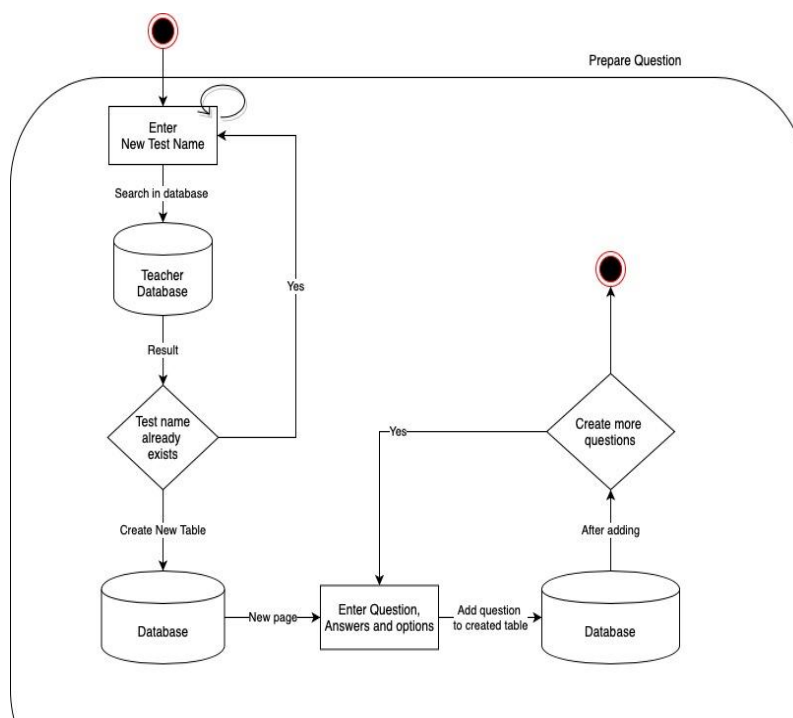 Prepare Question
Enter
New Test Name
Search in database
Teacher
Database
Yes
Result
Test name
already
exists
Create New Table
Database
New page
Enter Question,
Answers and options
Add question
to created table
Database
After adding
Create more
questions
Yes